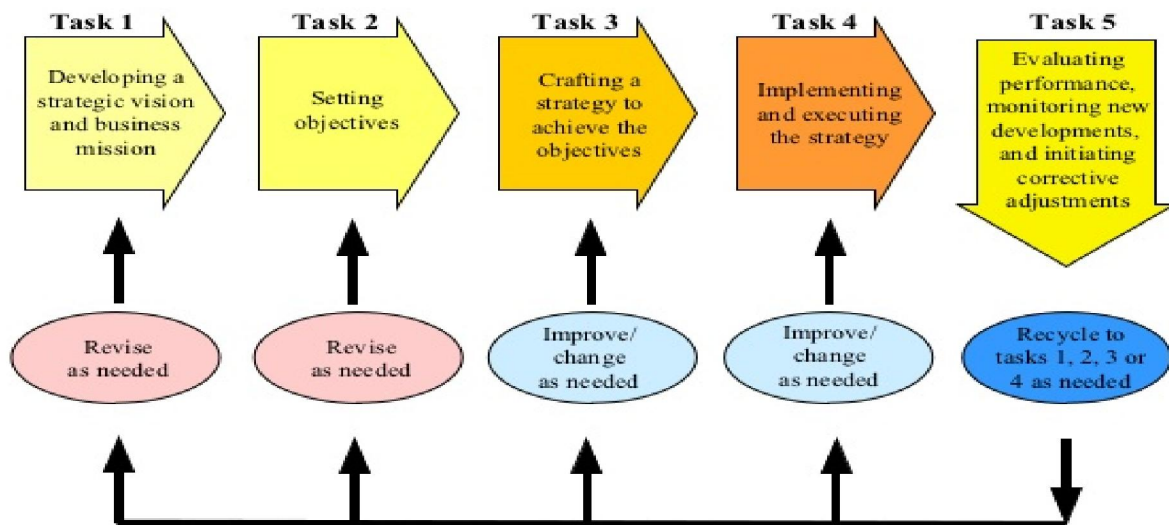 Task 1
Developing a
strategic vision
and business
mission
Task 2
Setting
objectives
Task 3
Crafting a
strategy to
achieve the
objectives
Task 4
Implementing
and executing
the strategy
Task 5
Evaluating
performance,
monitoring new
developments,
and initiating
corrective
adjustments
Revise
as needed
Revise
as needed
Improve/
change
as needed
Improve/
change
as needed
Recycle to
tasks 1, 2, 3 or
4 as needed